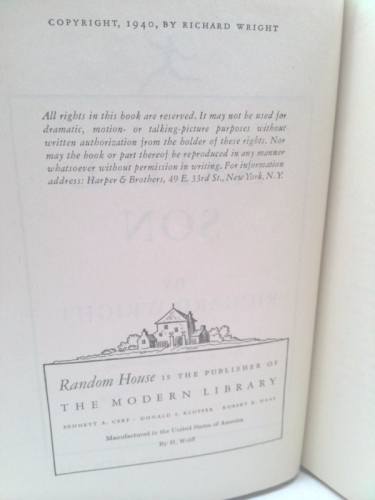 COPYRIGHT, 1940, BY RICHARD WRIGHT
All rights in this book are reserved. It may not be used for
dramatic, motion- or talking-picture purposes without
written authorization from the holder of these rights. Nor
may the book or part thereof be reproduced in any manner
whatsoever without permission in writing. For information
address: Harper & Brothers, 49 E. 33rd St., New York, N.Y.
SON
BY
RICHARD WRIGHT
Random House IS THE PUBLISHER OF
THE MODERN LIBRARY
BENNETT A. CERF · DONALD S. KLOPFER · ROBERT K. HAAS
Manufactured in the United States of America
By H. Wolff